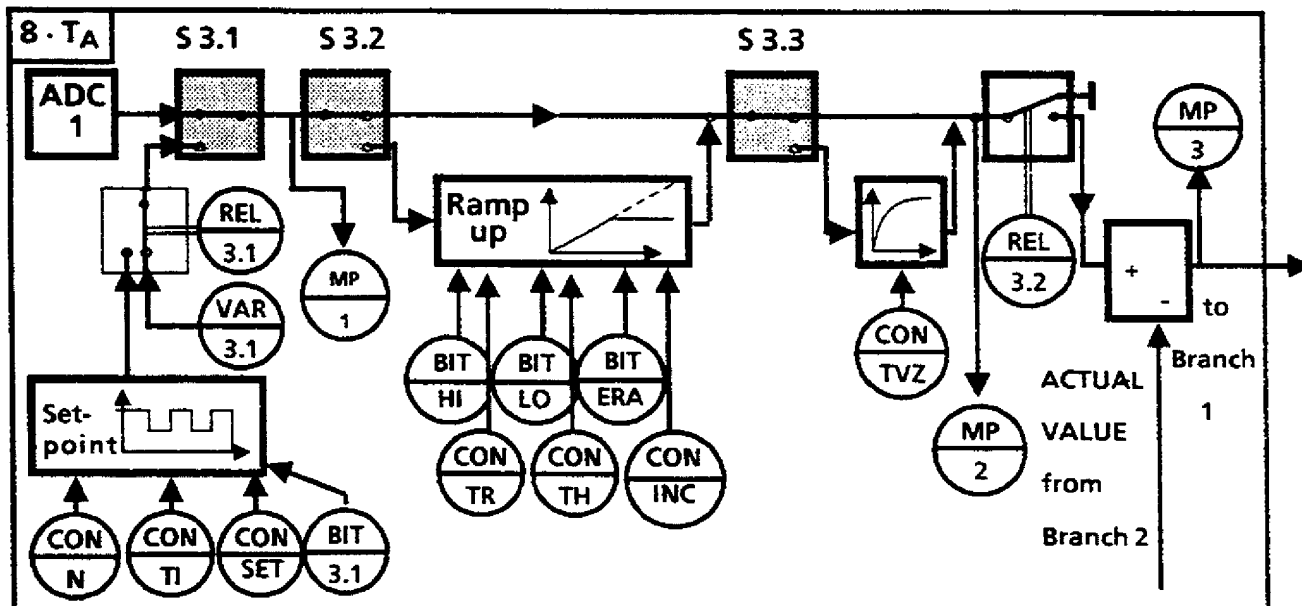 8 · TA
S 3.1
S 3.2
S 3.3
ADC
1
REL
3.1
VAR
3.1
MP
1
Ramp
up
BIT
HI
BIT
LO
BIT
ERA
CON
TR
CON
TH
CON
INC
CON
TVZ
REL
3.2
MP
2
MP
3
+
-
to
Branch
1
ACTUAL
VALUE
from
Branch 2
Set-
point
CON
N
CON
TI
CON
SET
BIT
3.1